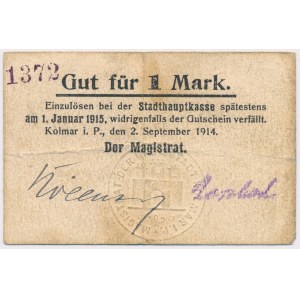 1372
Gut für 1 Mark.
Einzulösen bei der Stadthauptkasse spätestens
am 1. Januar 1915, widrigenfalls der Gutschein verfällt.
Kolmar i. P., den 2. September 1914.
Der Magistrat.